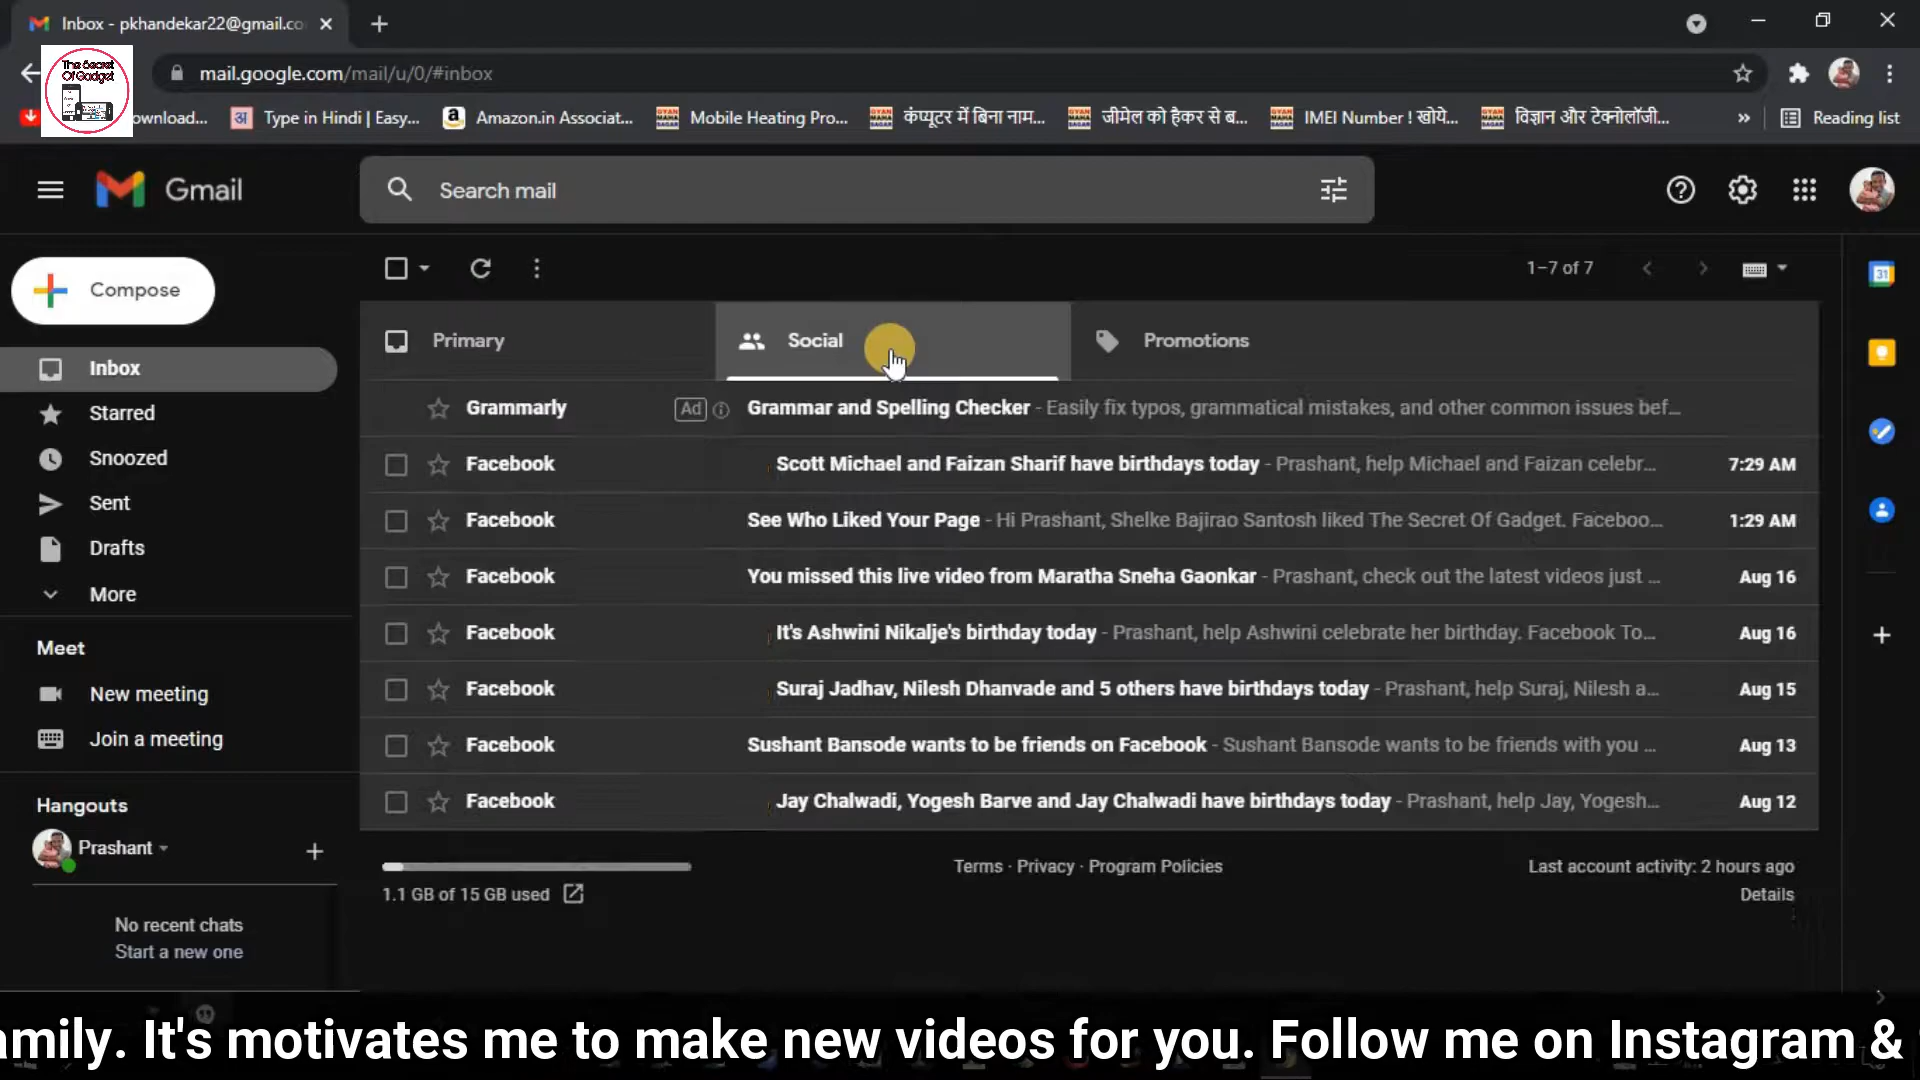 Inbox - pkhandekar22@gmail.co
The Secret
Of Gadget
mail.google.com/mail/u/0/#inbox
ownload...
अ Type in Hindi | Easy...
Amazon.in Associat...
Mobile Heating Pro...
कंप्यूटर में बिना नाम...
जीमेल को हैकर से ब...
IMEI Number ! खोये...
विज्ञान और टेक्नोलॉजी...
»
Reading list
Gmail
Search mail
Compose
1–7 of 7
31
Inbox
Starred
Snoozed
Sent
Drafts
More
Primary
Social
Promotions
Grammarly Ad Grammar and Spelling Checker - Easily fix typos, grammatical mistakes, and other common issues bef...
Facebook Scott Michael and Faizan Sharif have birthdays today - Prashant, help Michael and Faizan celebr... 7:29 AM
Facebook See Who Liked Your Page - Hi Prashant, Shelke Bajirao Santosh liked The Secret Of Gadget. Faceboo... 1:29 AM
Facebook You missed this live video from Maratha Sneha Gaonkar - Prashant, check out the latest videos just ... Aug 16
Facebook It's Ashwini Nikalje's birthday today - Prashant, help Ashwini celebrate her birthday. Facebook To... Aug 16
Facebook Suraj Jadhav, Nilesh Dhanvade and 5 others have birthdays today - Prashant, help Suraj, Nilesh a... Aug 15
Facebook Sushant Bansode wants to be friends on Facebook - Sushant Bansode wants to be friends with you ... Aug 13
Facebook Jay Chalwadi, Yogesh Barve and Jay Chalwadi have birthdays today - Prashant, help Jay, Yogesh... Aug 12
Meet
New meeting
Join a meeting
Hangouts
Prashant
No recent chats
Start a new one
1.1 GB of 15 GB used
Terms · Privacy · Program Policies
Last account activity: 2 hours ago
Details
amily. It's motivates me to make new videos for you. Follow me on Instagram &